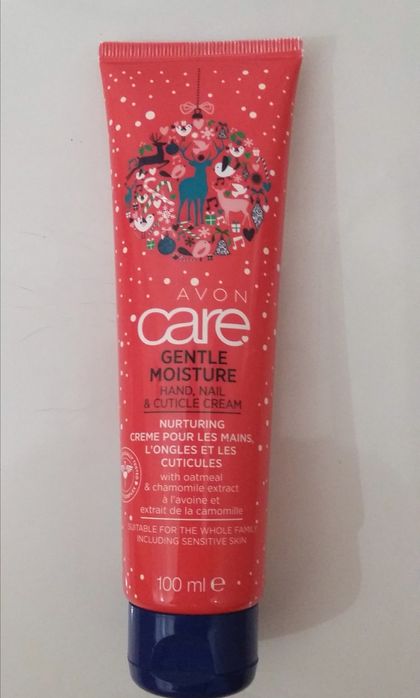 AVON
care
GENTLE
MOISTURE
HAND, NAIL
& CUTICLE CREAM
NURTURING
CREME POUR LES MAINS,
L'ONGLES ET LES
CUTICULES
with oatmeal
& chamomile extract
à l'avoine et
extrait de la camomille
SUITABLE FOR THE WHOLE FAMILY
INCLUDING SENSITIVE SKIN
100 ml e